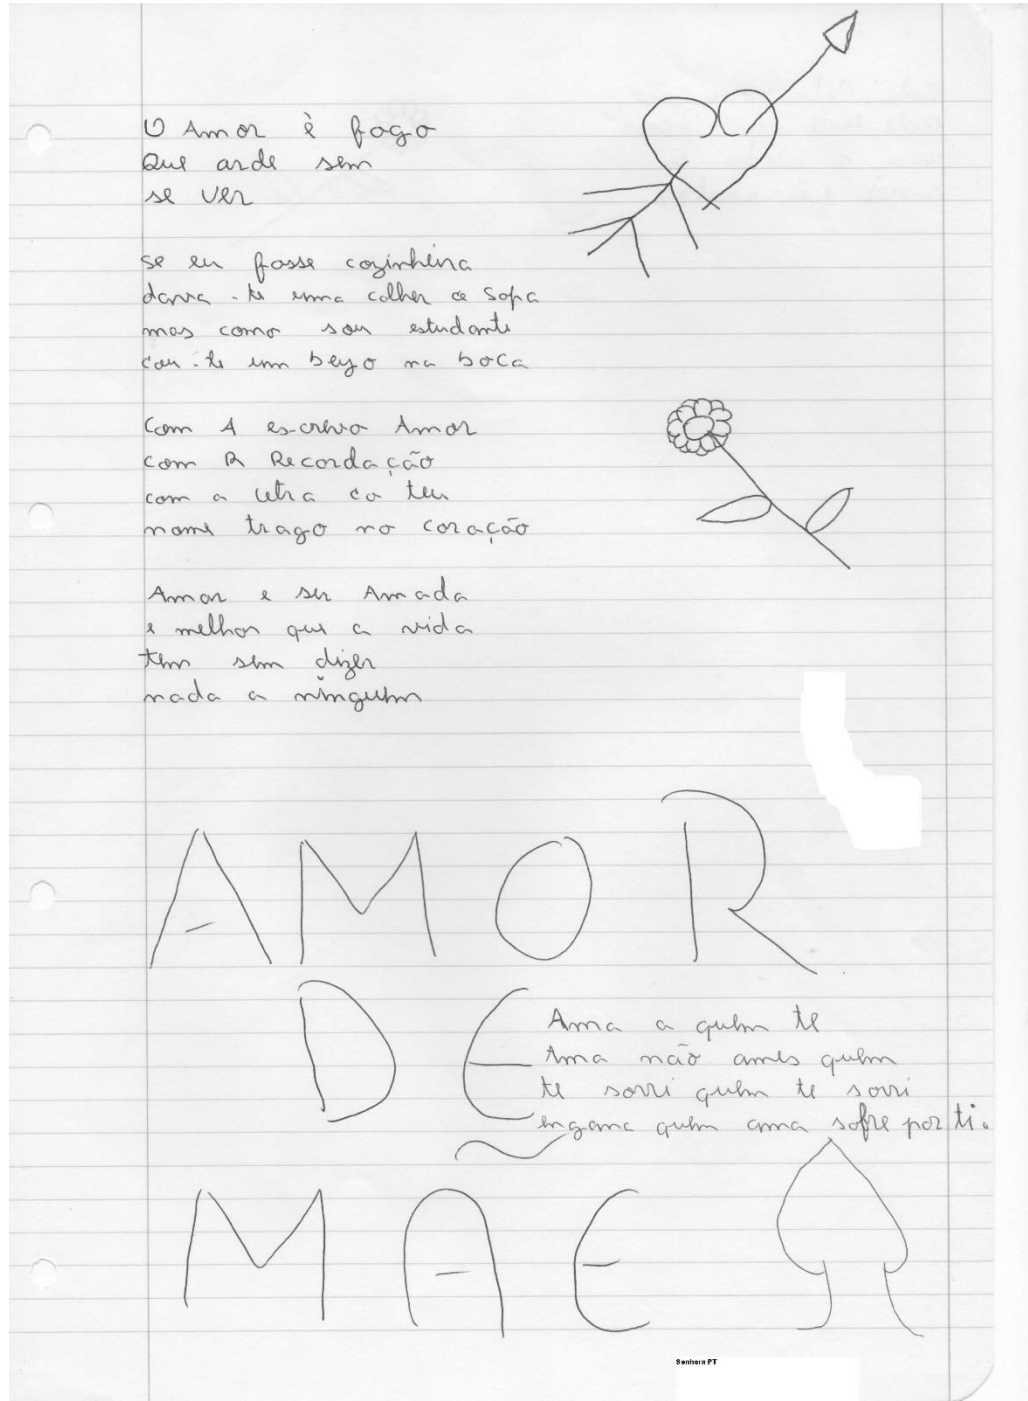 O Amor è fogo
Que arde sem
se ver
se eu fosse cozinheira
dava-te uma colher de sopa
mas como sou estudante
dou-te um beijo na boca
Com A escrevo Amor
com R Recordação
com a letra do teu
nome trago no coração
Amar e ser Amada
e melhor que a vida
tem sem dizer
nada a ninguem
AMOR
DE
Ama a quem te
Ama não ames quem
te sorri quem te sorri
engana quem ama sofre por ti.
MÃE
Senhora PT